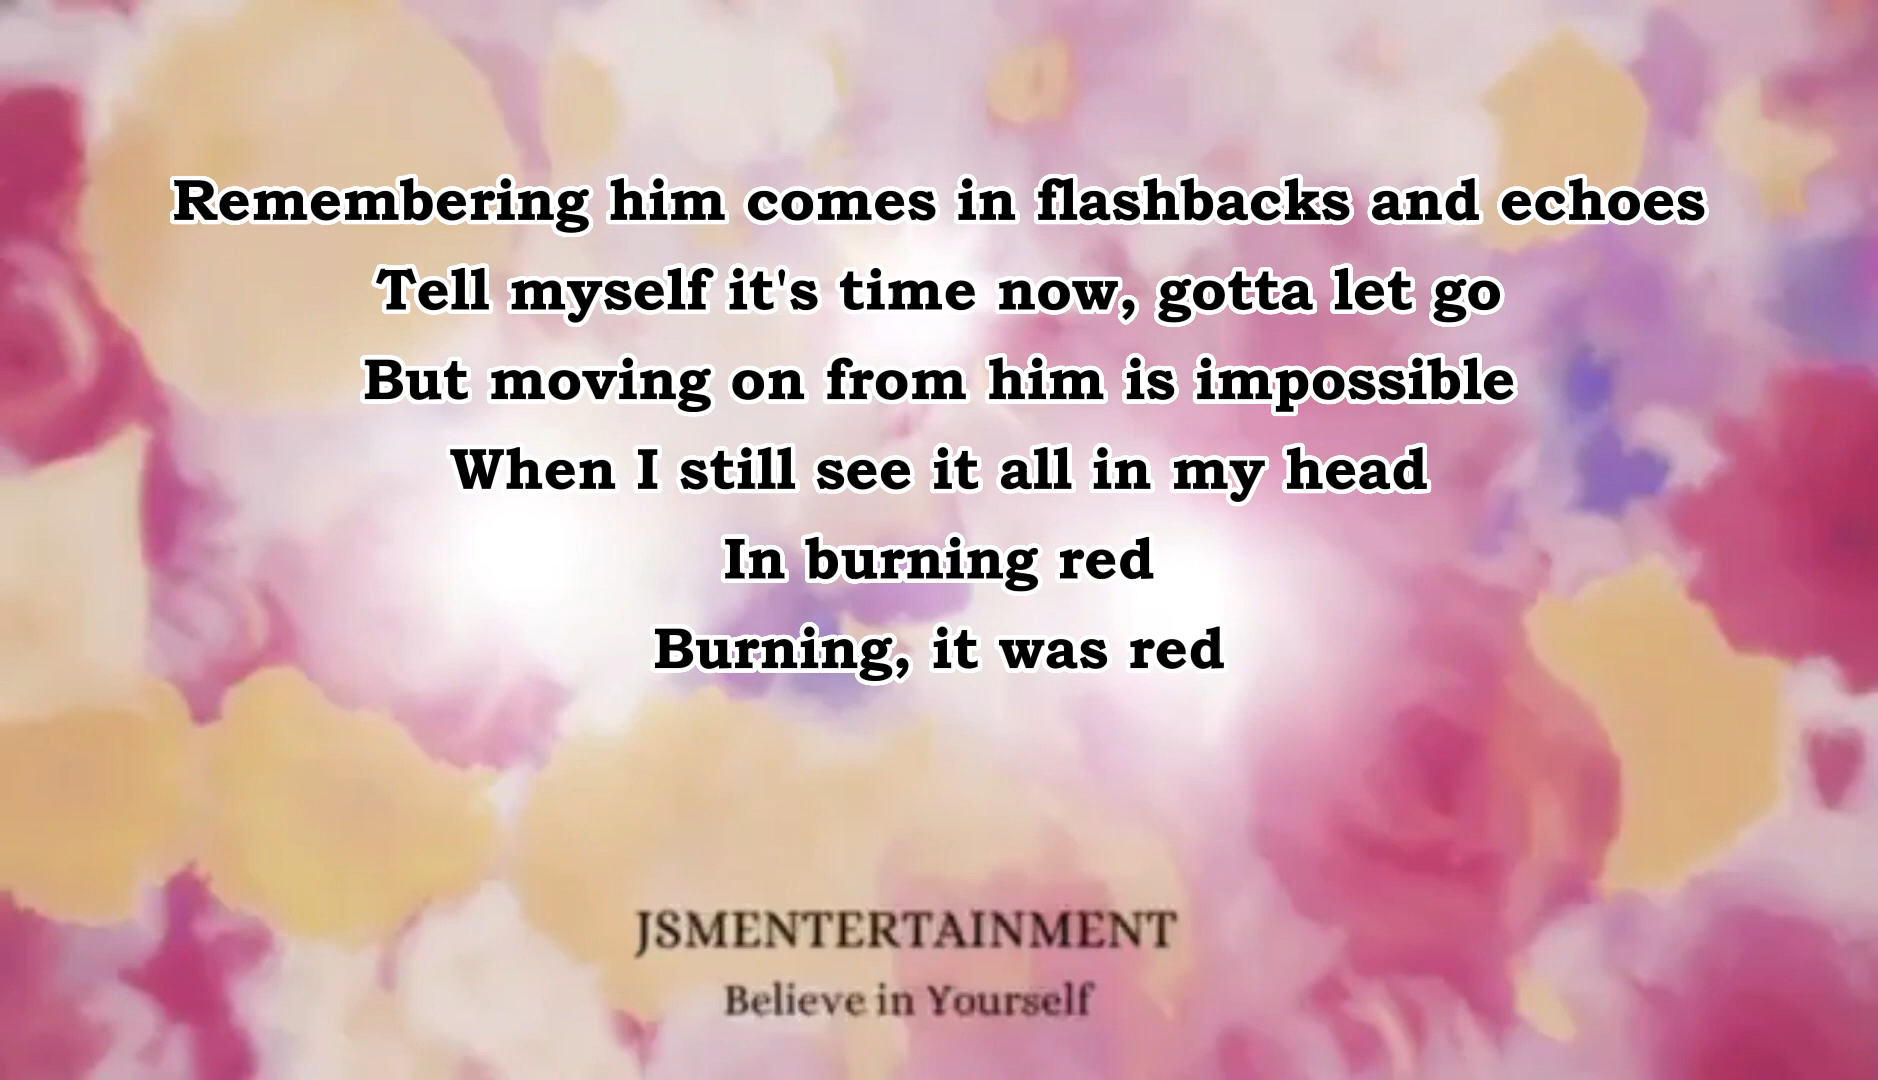 Remembering him comes in flashbacks and echoes
Tell myself it's time now, gotta let go
But moving on from him is impossible
When I still see it all in my head
In burning red
Burning, it was red
JSMENTERTAINMENT
Believe in Yourself